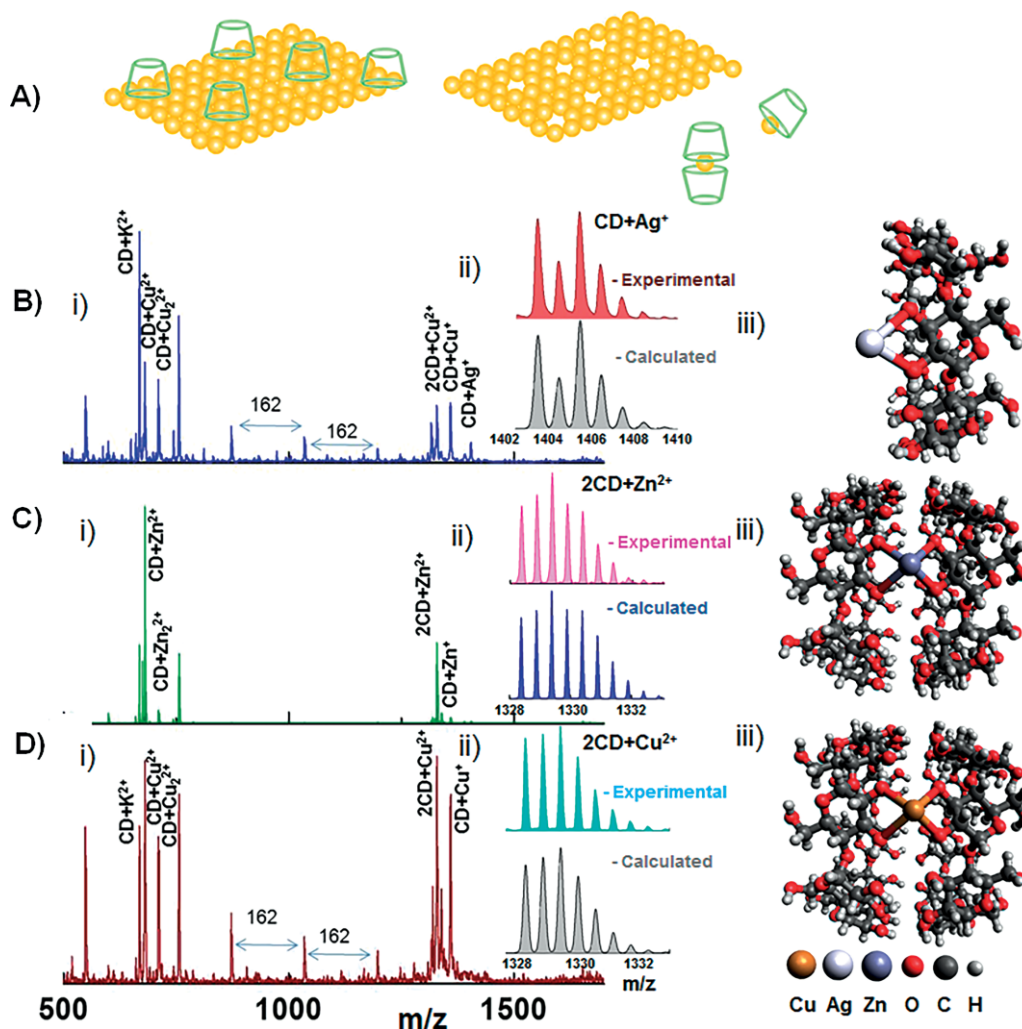 A)
B)
i)
CD+K²⁺
CD+Cu²⁺
CD+Cu₂²⁺
162
162
2CD+Cu²⁺
CD+Cu⁺
CD+Ag⁺
ii)
CD+Ag⁺
- Experimental
- Calculated
1402 1404 1406 1408 1410
iii)
C)
i)
CD+Zn²⁺
CD+Zn₂²⁺
2CD+Zn²⁺
CD+Zn⁺
ii)
2CD+Zn²⁺
- Experimental
- Calculated
1328 1330 1332
iii)
D)
i)
CD+K²⁺
CD+Cu²⁺
CD+Cu₂²⁺
162
162
2CD+Cu²⁺
CD+Cu⁺
ii)
2CD+Cu²⁺
- Experimental
- Calculated
1328 1330 1332
m/z
iii)
500 1000 1500
m/z
Cu Ag Zn O C H